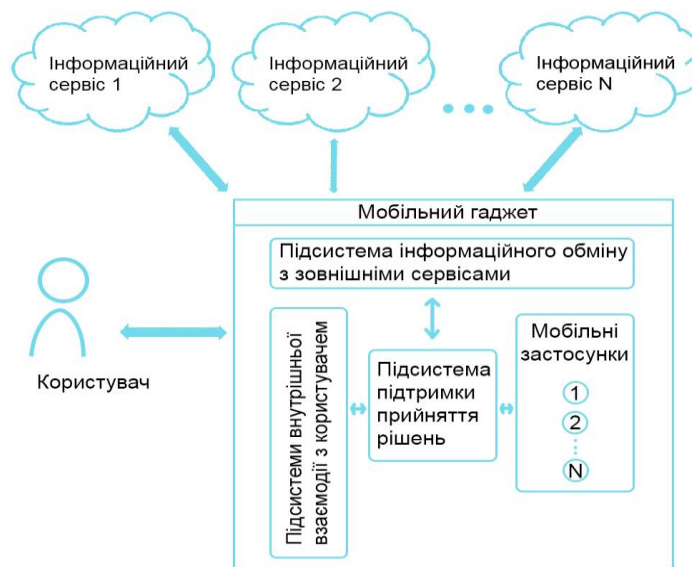 Інформаційний
сервіс 1
Інформаційний
сервіс 2
Інформаційний
сервіс N
Мобільний гаджет
Підсистема інформаційного обміну
з зовнішніми сервісами
Користувач
Підсистеми внутрішньої
взаємодії з користувачем
Підсистема
підтримки
прийняття
рішень
Мобільні
застосунки
1
2
N